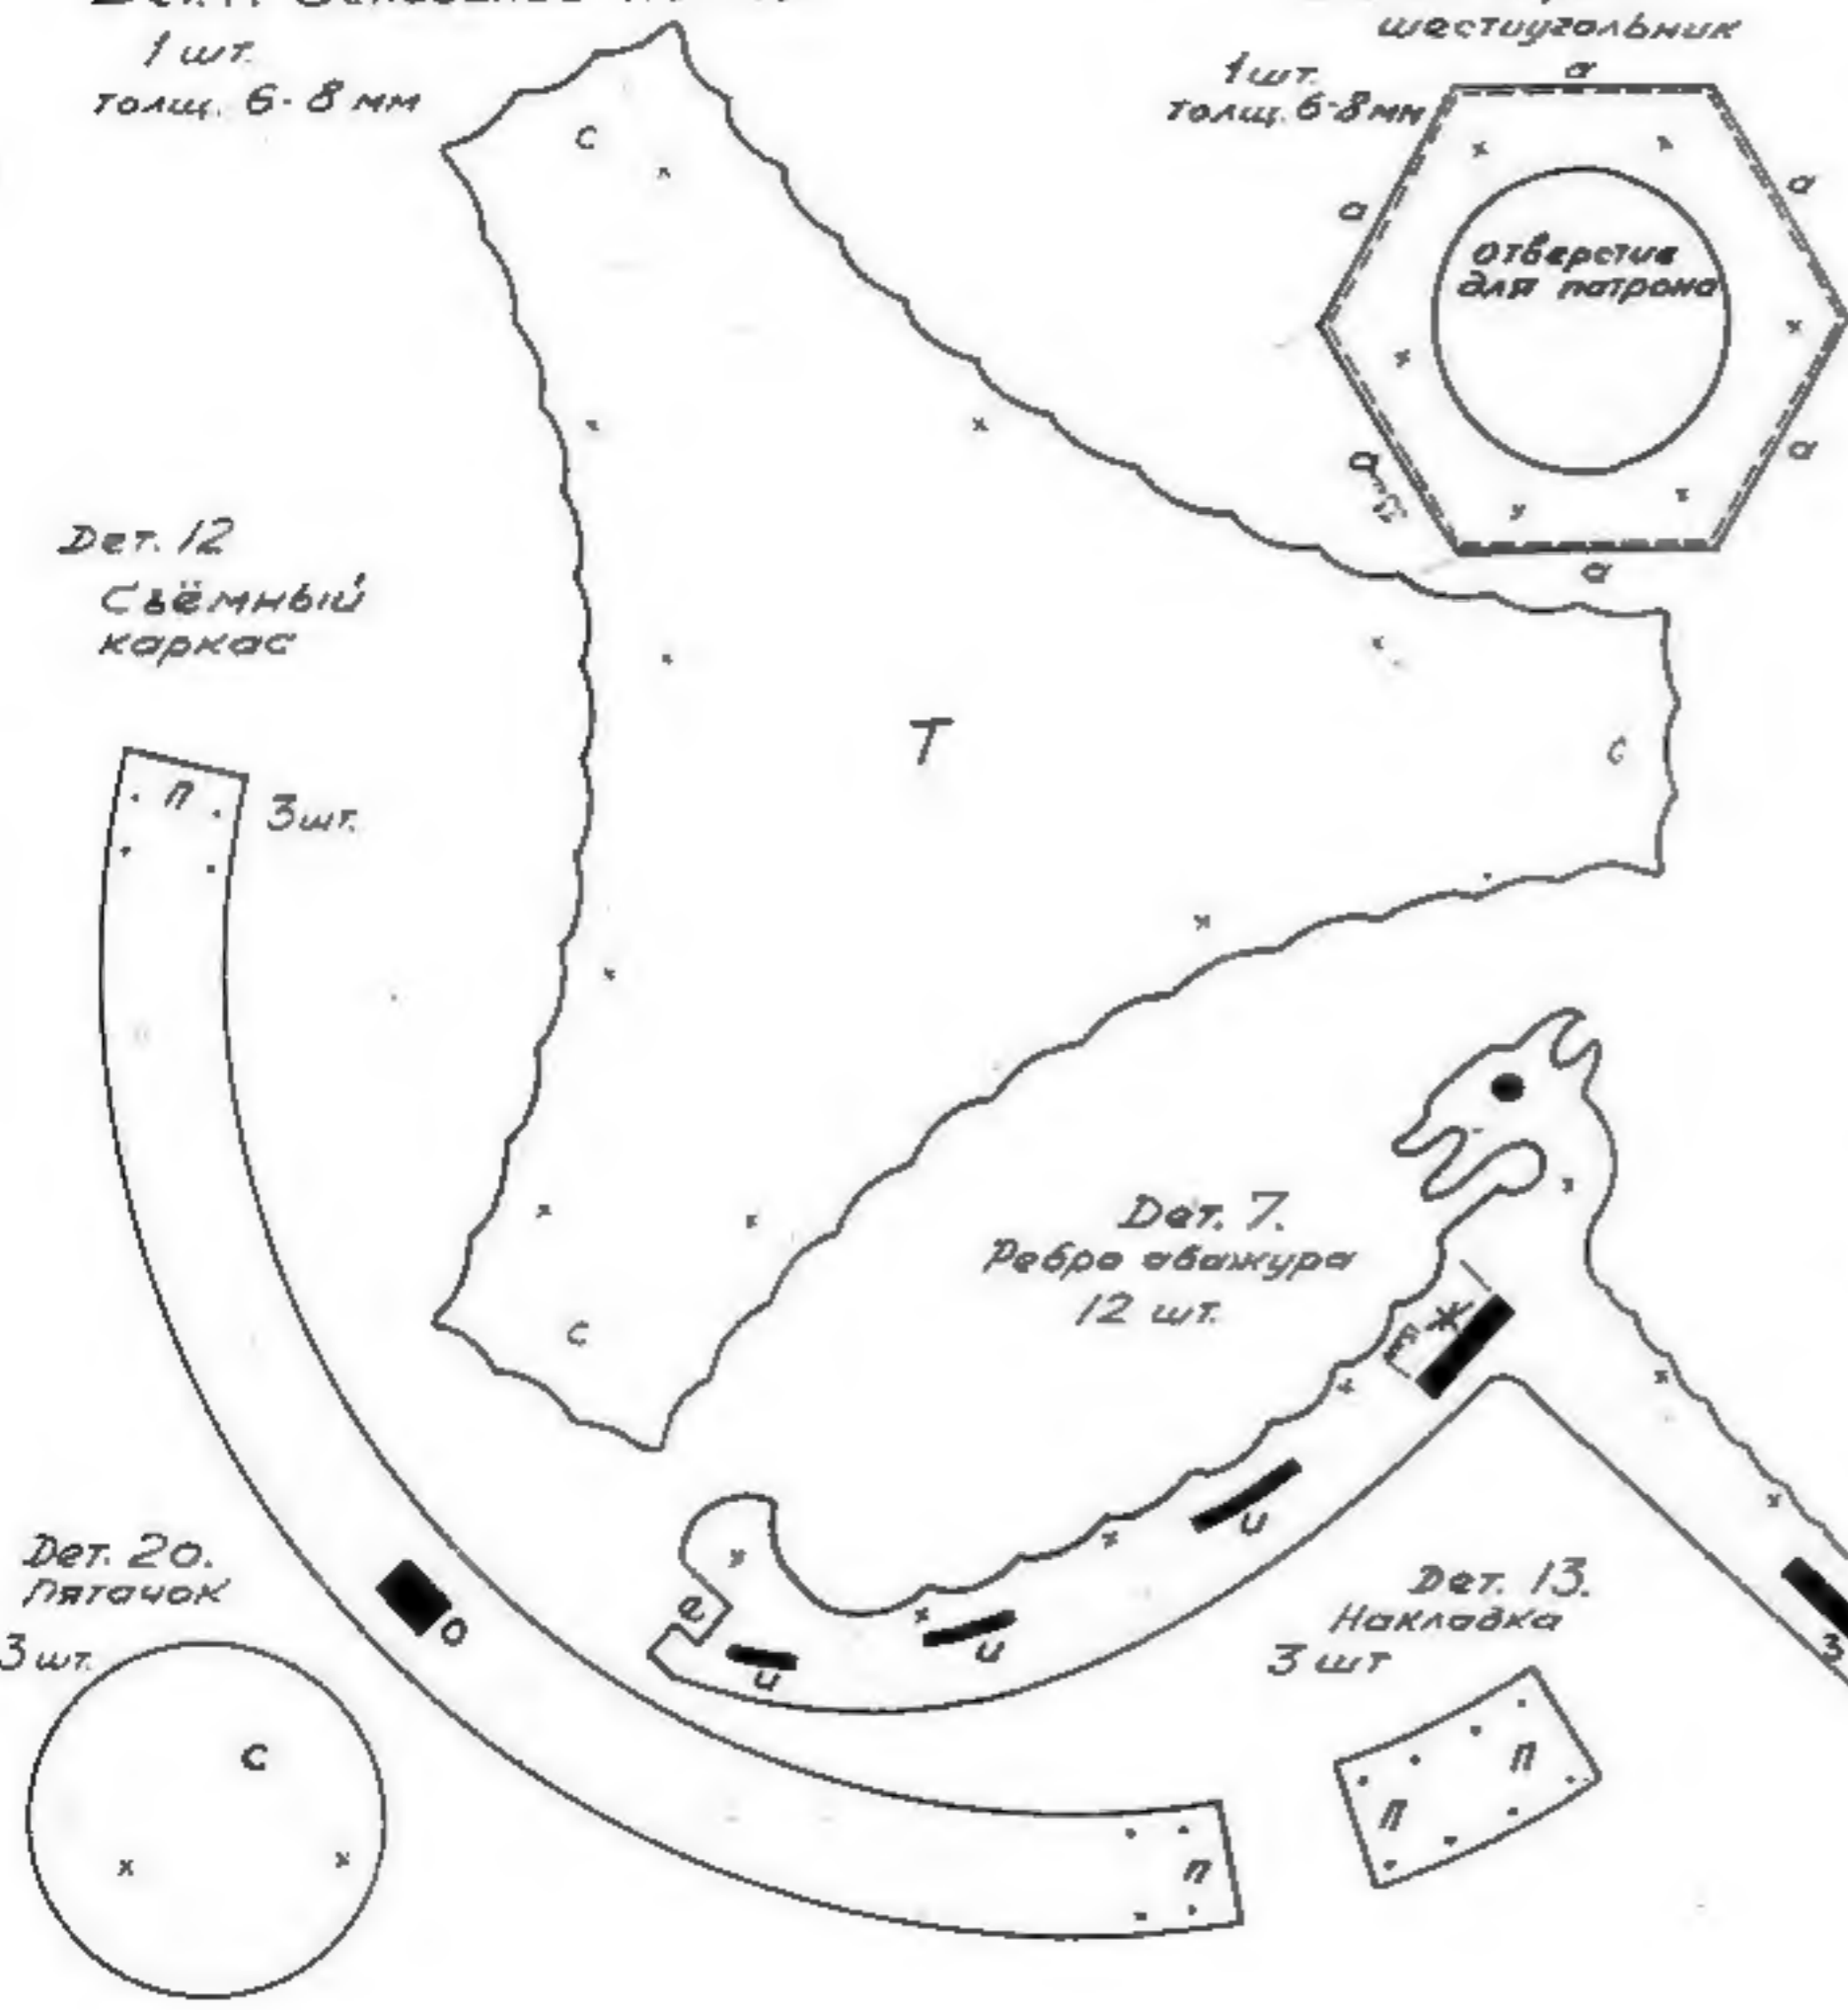 1 шт.
толщ. 6-8 мм
С
шестиугольник
1 шт.
толщ. 6-8 мм
а
а
а
Отверстие
для патрона
а
а
а
Дет. 12
Съёмный
каркас
П
3 шт.
Т
С
Дет. 7.
Ребро абажура
12 шт.
С
Ж
Е
и
Дет. 20.
Пятачок
3 шт.
О
а
и
и
Дет. 13.
Накладка
3 шт
З
С
П
П
П